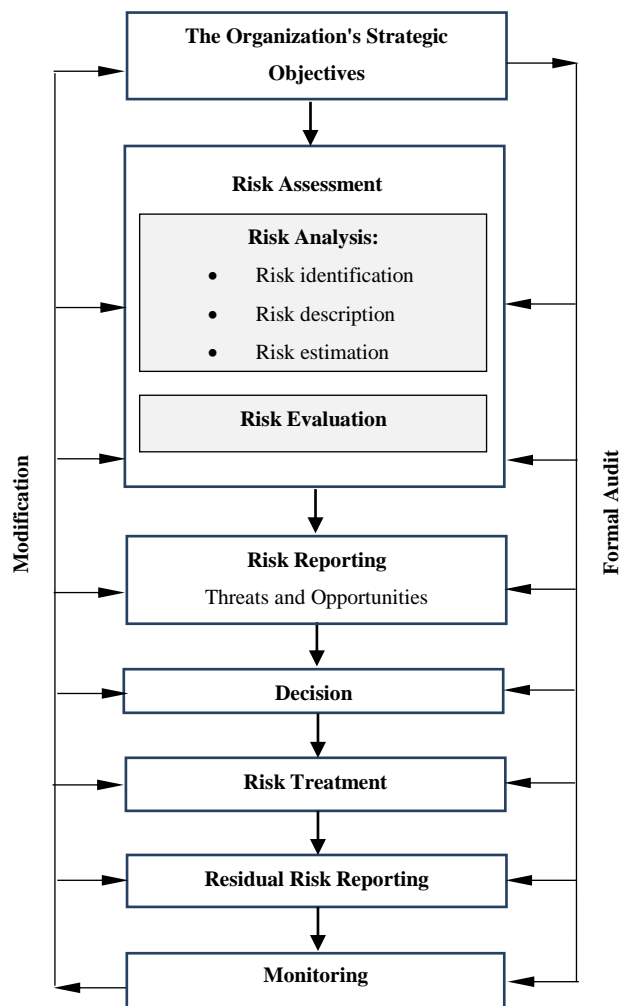 The Organization's Strategic
Objectives
Risk Assessment
Risk Analysis:
• Risk identification
• Risk description
• Risk estimation
Risk Evaluation
Modification
Formal Audit
Risk Reporting
Threats and Opportunities
Decision
Risk Treatment
Residual Risk Reporting
Monitoring